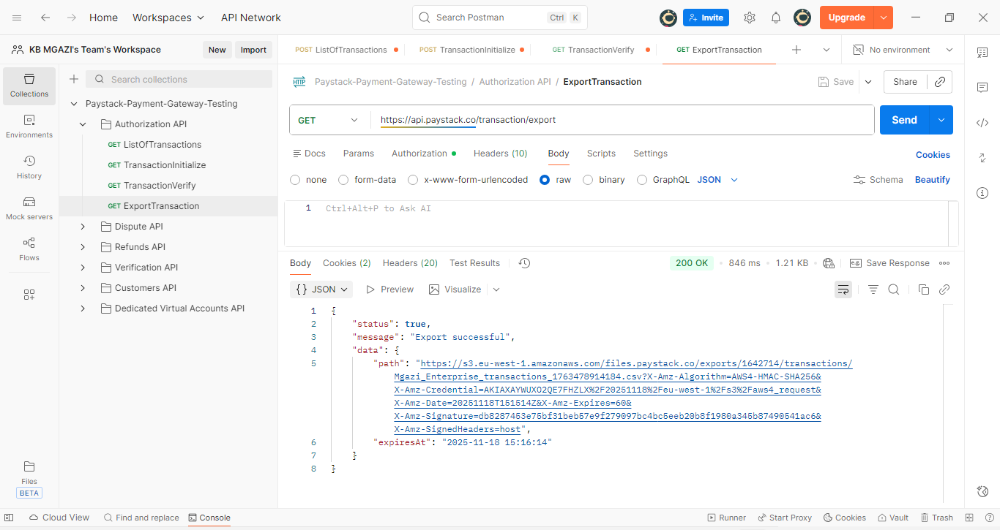 Home Workspaces API Network Search Postman Ctrl K Invite Upgrade
KB MGAZI's Team's Workspace New Import
POST ListOfTransactions POST TransactionInitialize GET TransactionVerify GET ExportTransaction No environment
Collections
Environments
History
Mock servers
Flows
Files
BETA
Search collections
Paystack-Payment-Gateway-Testing
Authorization API
GET ListOfTransactions
GET TransactionInitialize
GET TransactionVerify
GET ExportTransaction
Dispute API
Refunds API
Verification API
Customers API
Dedicated Virtual Accounts API
HTTP Paystack-Payment-Gateway-Testing / Authorization API / ExportTransaction Save Share
GET https://api.paystack.co/transaction/export Send
Docs Params Authorization Headers (10) Body Scripts Settings Cookies
none form-data x-www-form-urlencoded raw binary GraphQL JSON Schema Beautify
1 Ctrl+Alt+P to Ask AI
Body Cookies (2) Headers (20) Test Results 200 OK 846 ms 1.21 KB e.g. Save Response
{} JSON Preview Visualize
1 {
2 "status": true,
3 "message": "Export successful",
4 "data": {
5 "path": "https://s3.eu-west-1.amazonaws.com/files.paystack.co/exports/1642714/transactions/
Mgazi_Enterprise_transactions_1763478914184.csv?X-Amz-Algorithm=AWS4-HMAC-SHA256&
X-Amz-Credential=AKIAXAYWUXO2QE7FHZLX%2F20251118%2Feu-west-1%2Fs3%2Faws4_request&
X-Amz-Date=20251118T151514Z&X-Amz-Expires=60&
X-Amz-Signature=db8287453e75bf31beb57e9f279097bc4bc5eeb20b8f1980a345b87490541ac6&
X-Amz-SignedHeaders=host",
6 "expiresAt": "2025-11-18 15:16:14"
7 }
8 }
Cloud View Find and replace Console Runner Start Proxy Cookies Vault Trash